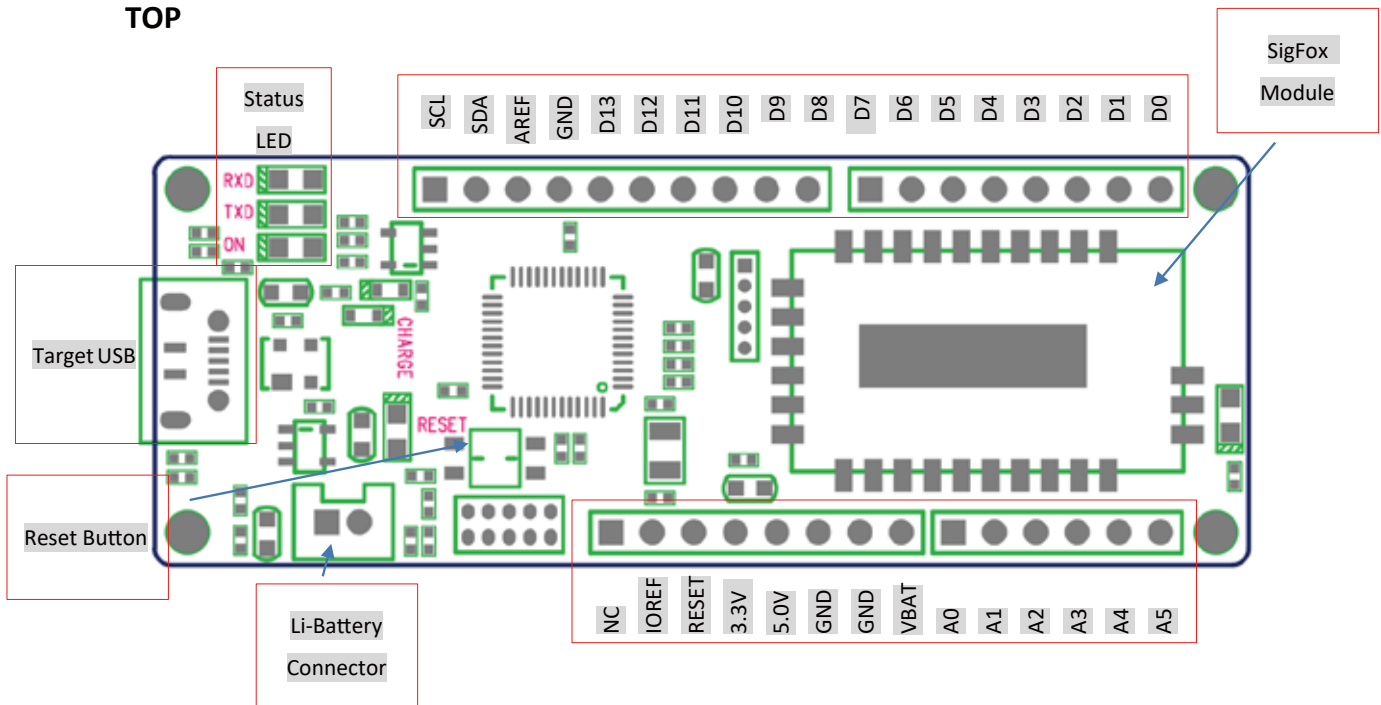 TOP
SigFox
Module
Status
LED
SCL
SDA
AREF
GND
D13
D12
D11
D10
D9
D8
D7
D6
D5
D4
D3
D2
D1
D0
RXD
TXD
ON
Target USB
CHARGE
RESET
Reset Button
Li-Battery
Connector
NC
IOREF
RESET
3.3V
5.0V
GND
GND
VBAT
A0
A1
A2
A3
A4
A5